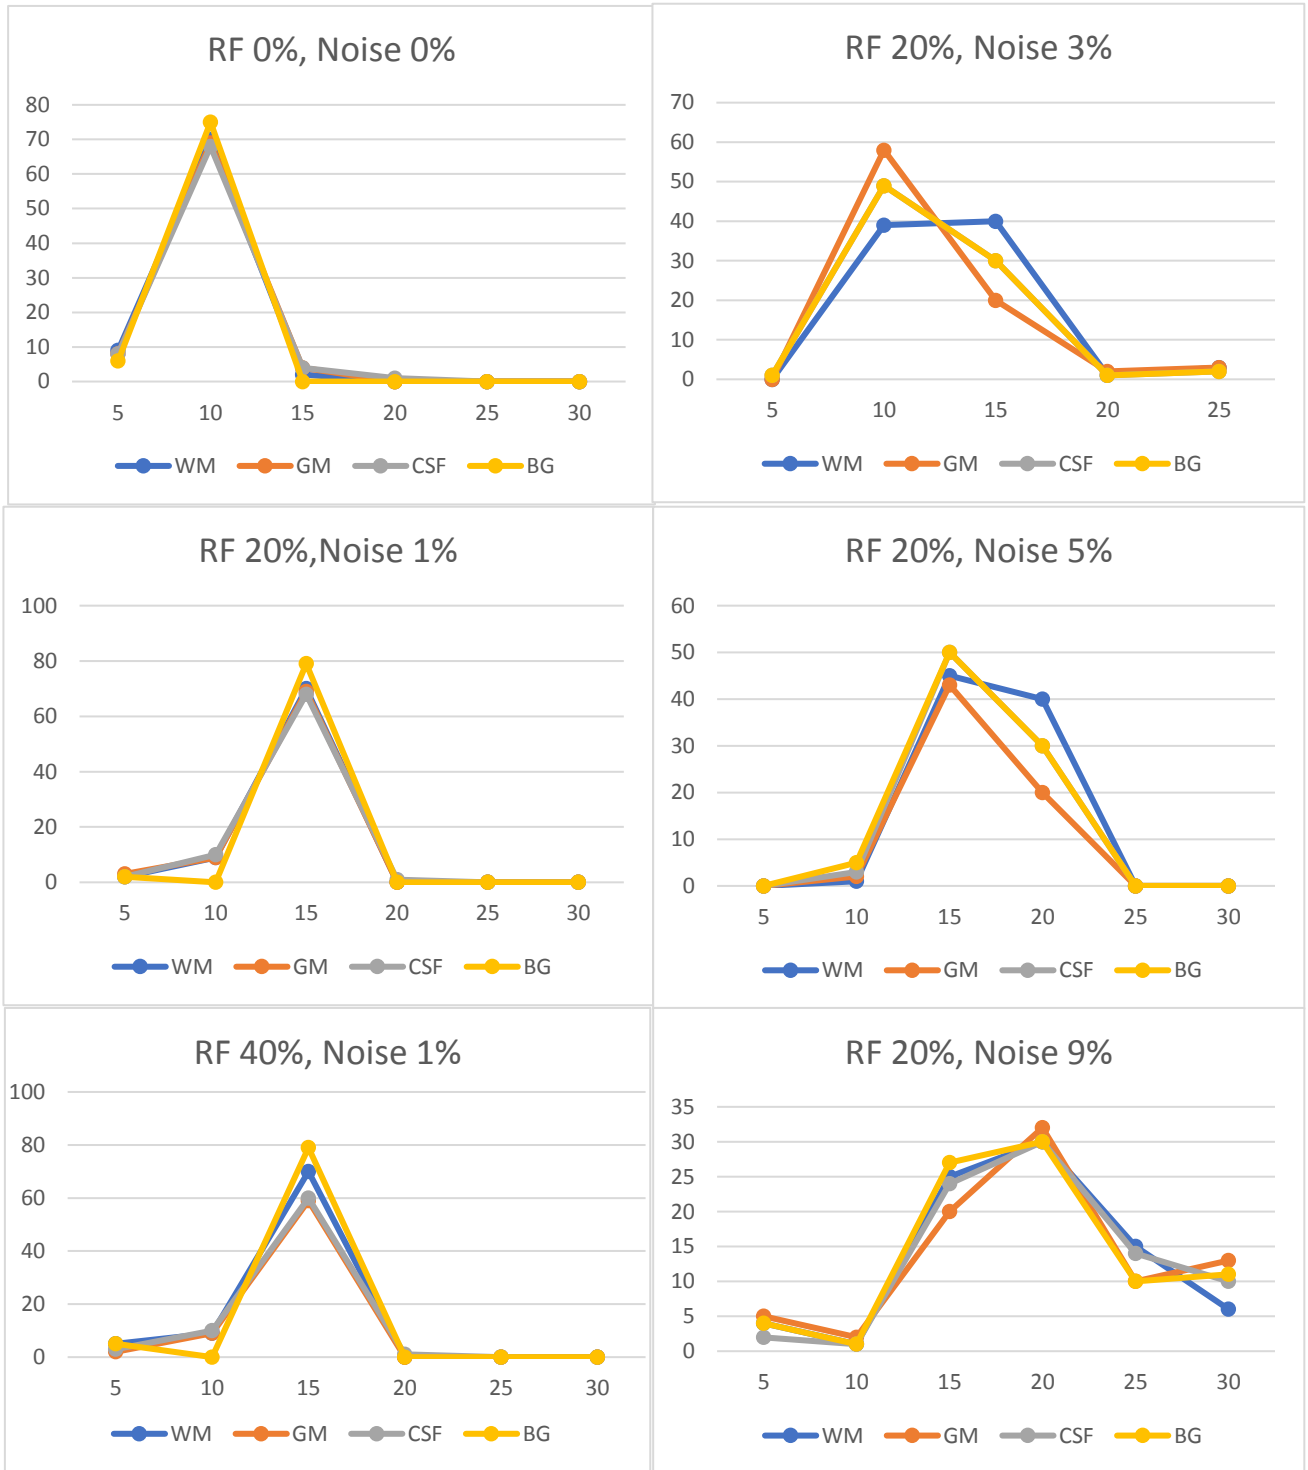 RF 0%, Noise 0%
80
70
60
50
40
30
20
10
0
5 10 15 20 25 30
WM GM CSF BG
RF 20%, Noise 3%
70
60
50
40
30
20
10
0
5 10 15 20 25
WM GM CSF BG
RF 20%,Noise 1%
100
80
60
40
20
0
5 10 15 20 25 30
WM GM CSF BG
RF 20%, Noise 5%
60
50
40
30
20
10
0
5 10 15 20 25 30
WM GM CSF BG
RF 40%, Noise 1%
100
80
60
40
20
0
5 10 15 20 25 30
WM GM CSF BG
RF 20%, Noise 9%
35
30
25
20
15
10
5
0
5 10 15 20 25 30
WM GM CSF BG